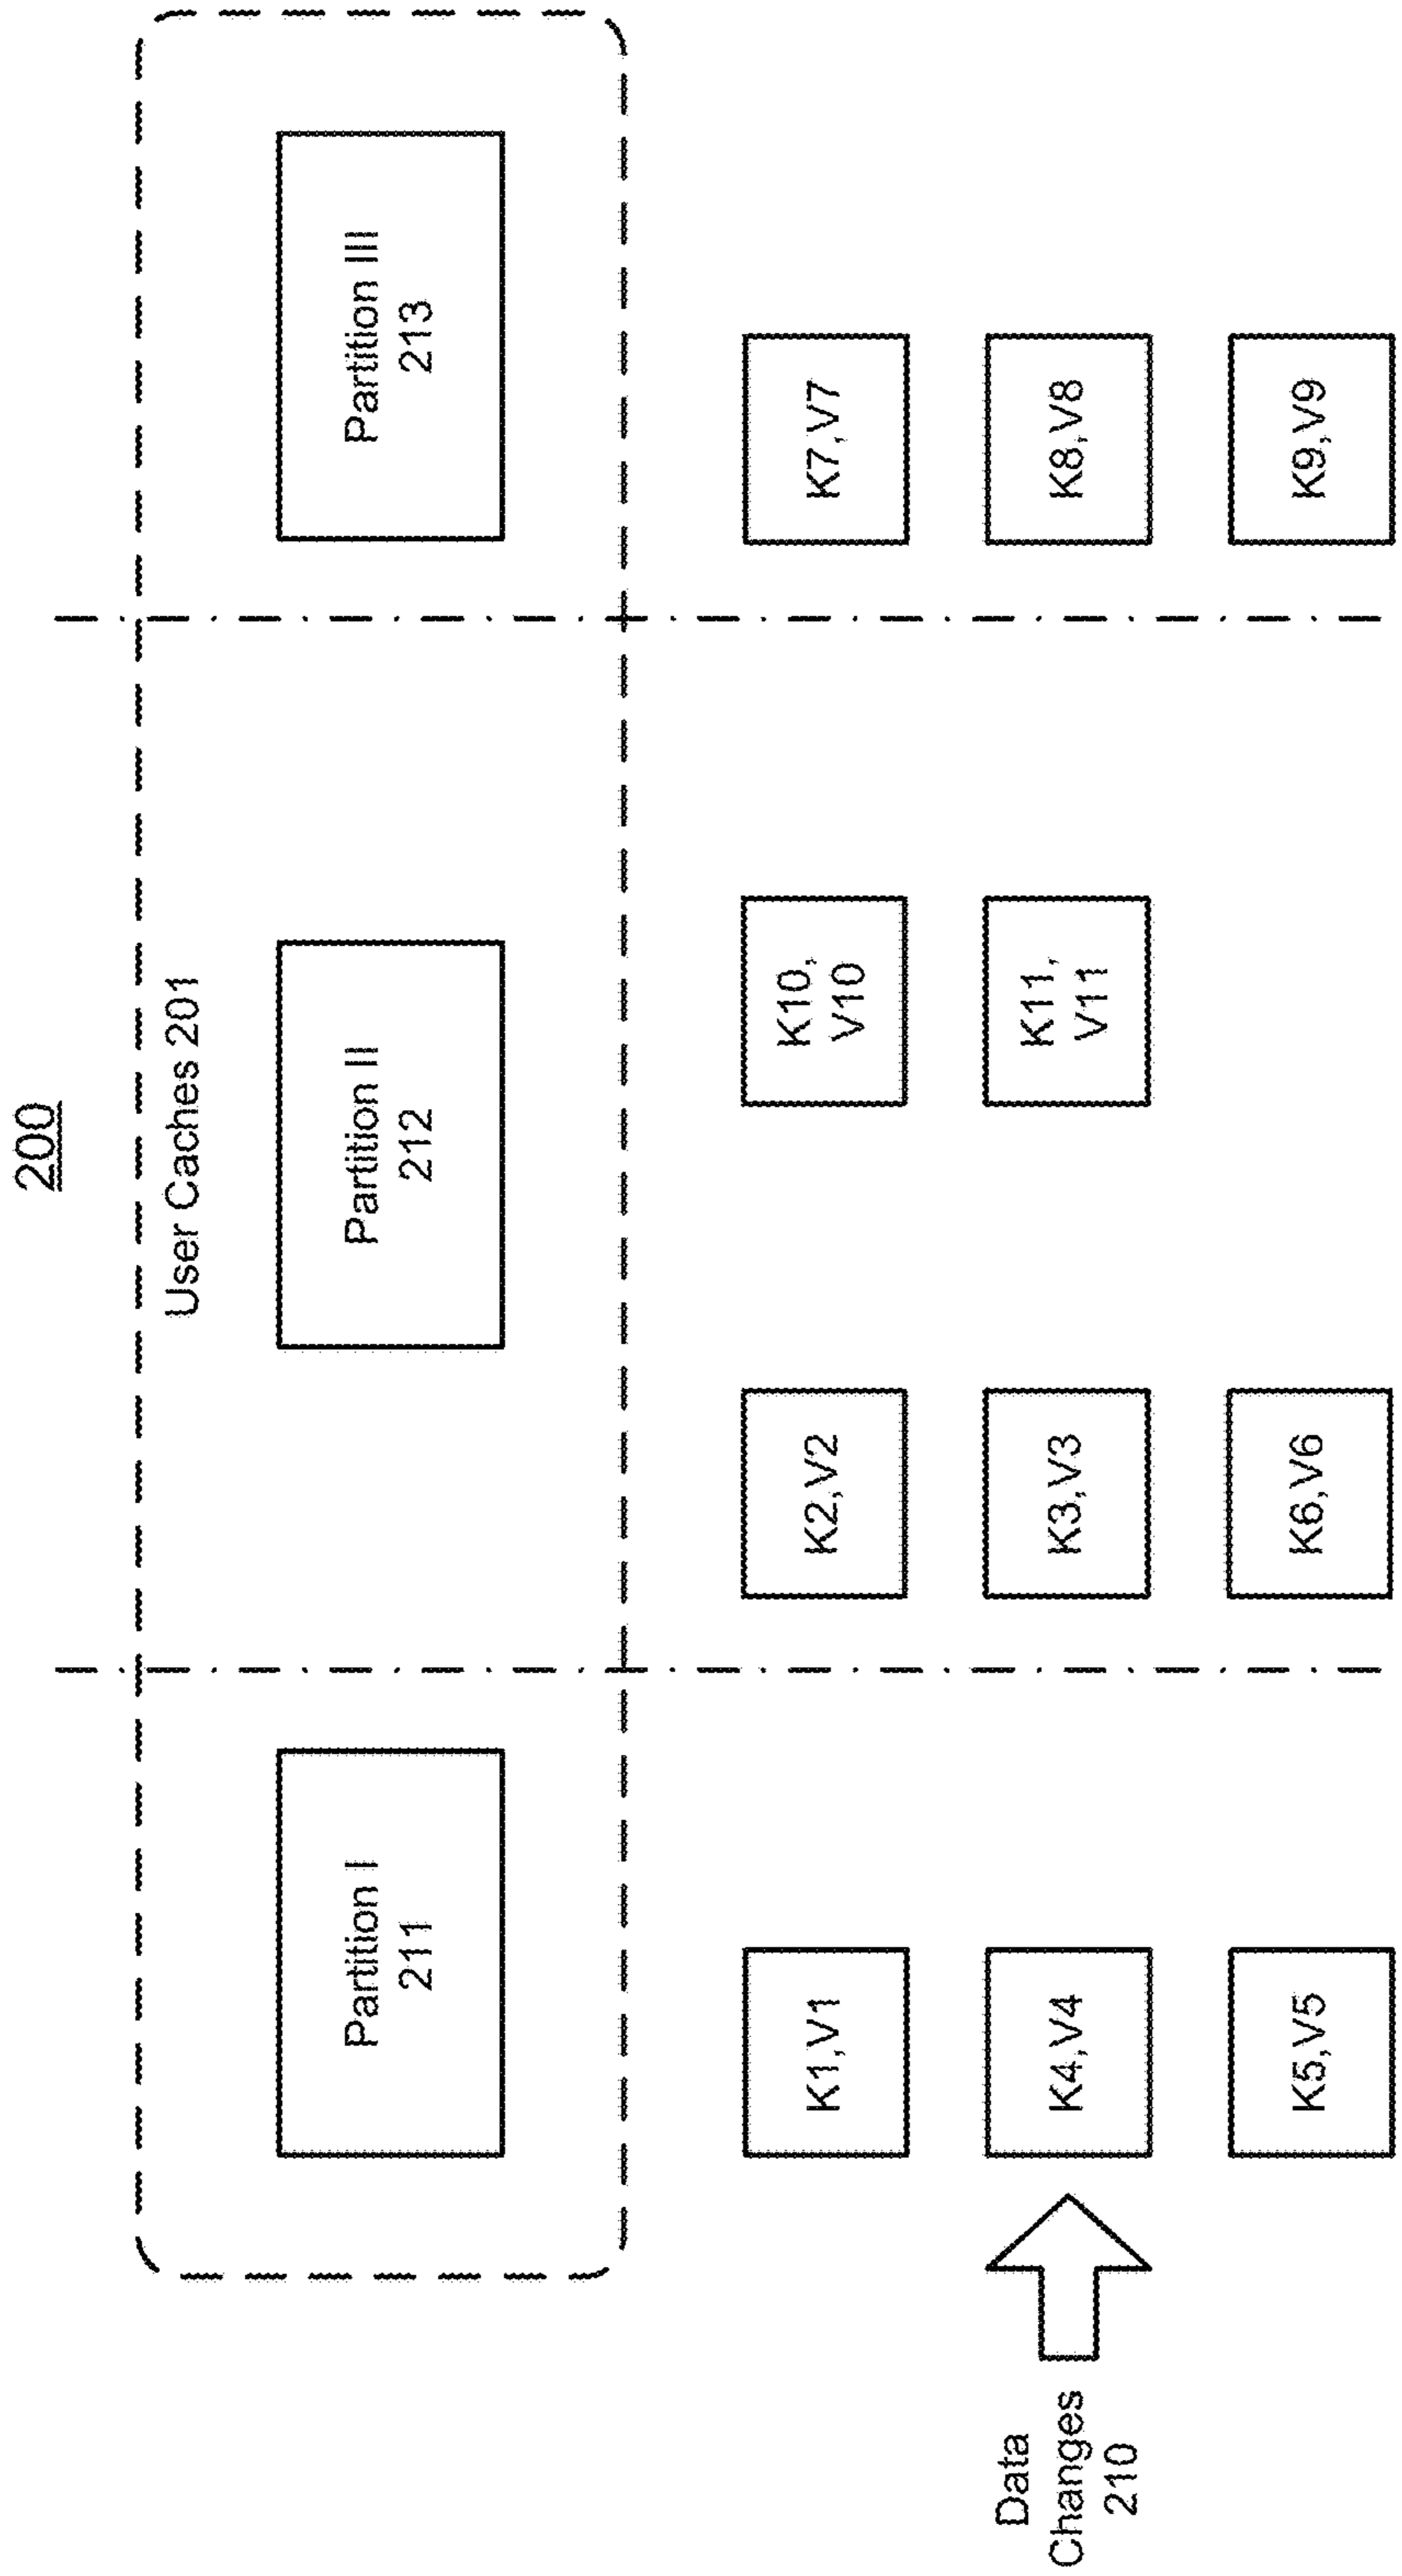 200
User Caches 201
Partition I
211
Partition II
212
Partition III
213
K1,V1
K2,V2
K10,
V10
K7,V7
Data
Changes
210
K4,V4
K3,V3
K11,
V11
K8,V8
K5,V5
K6,V6
K9,V9